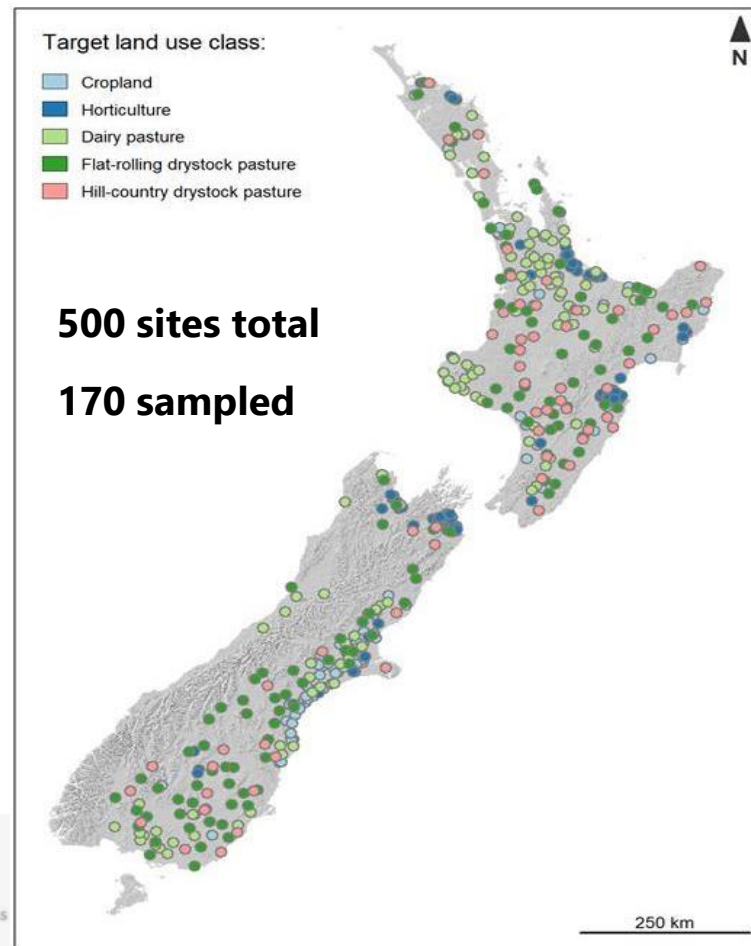 Target land use class:
N
Cropland
Horticulture
Dairy pasture
Flat-rolling drystock pasture
Hill-country drystock pasture
500 sites total
170 sampled
250 km